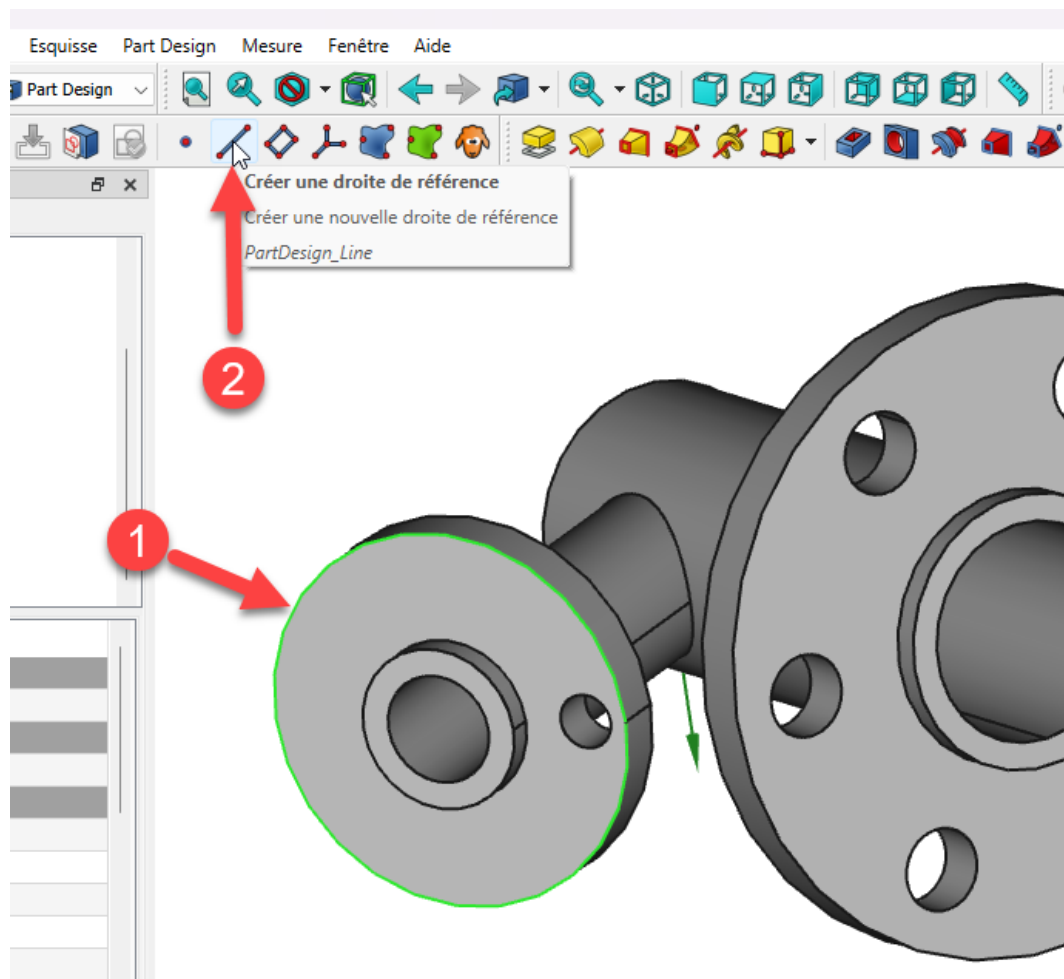 Esquisse Part Design Mesure Fenêtre Aide
Part Design
Créer une droite de référence
Créer une nouvelle droite de référence
PartDesign_Line
2
1